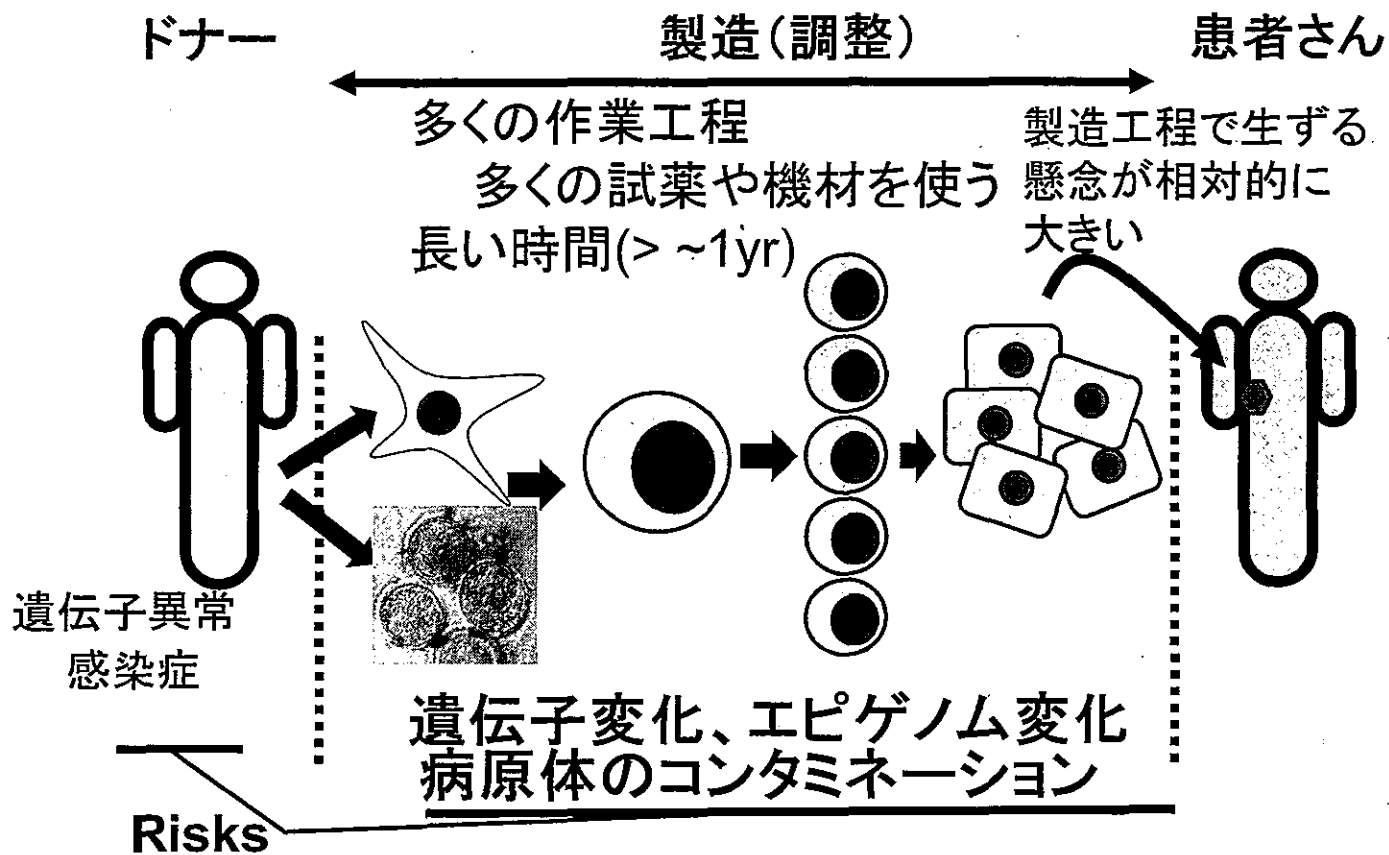 ドナー
製造(調整)
患者さん
多くの作業工程
多くの試薬や機材を使う
長い時間(> ~1yr)
製造工程で生ずる
懸念が相対的に
大きい
遺伝子異常
感染症
遺伝子変化、エピゲノム変化
病原体のコンタミネーション
Risks